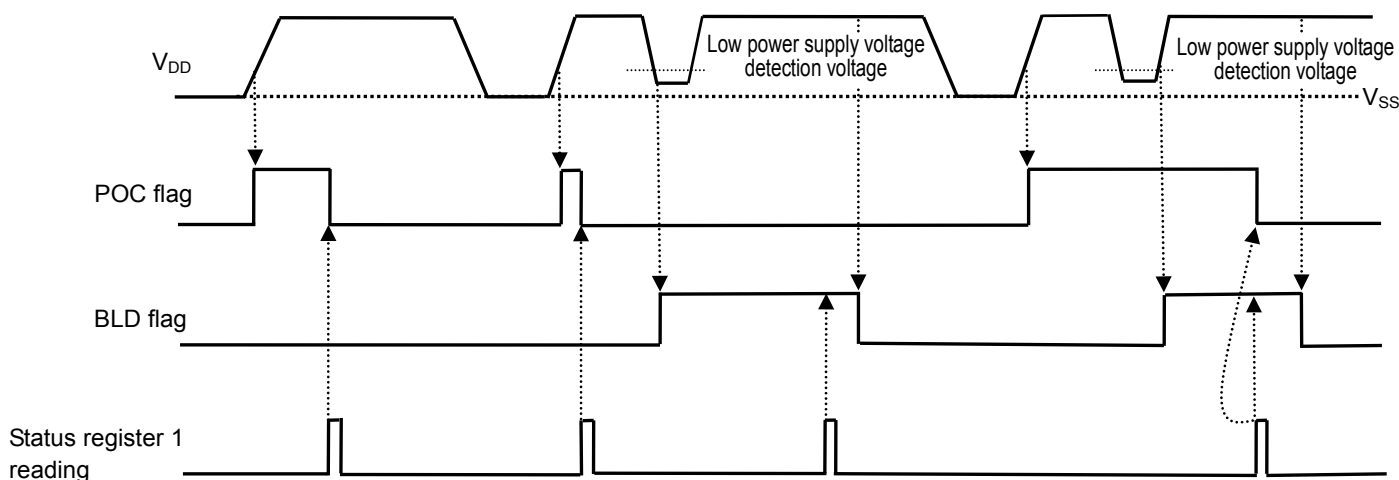 Low power supply voltage
detection voltage
Low power supply voltage
detection voltage
VDD
VSS
POC flag
BLD flag
Status register 1
reading